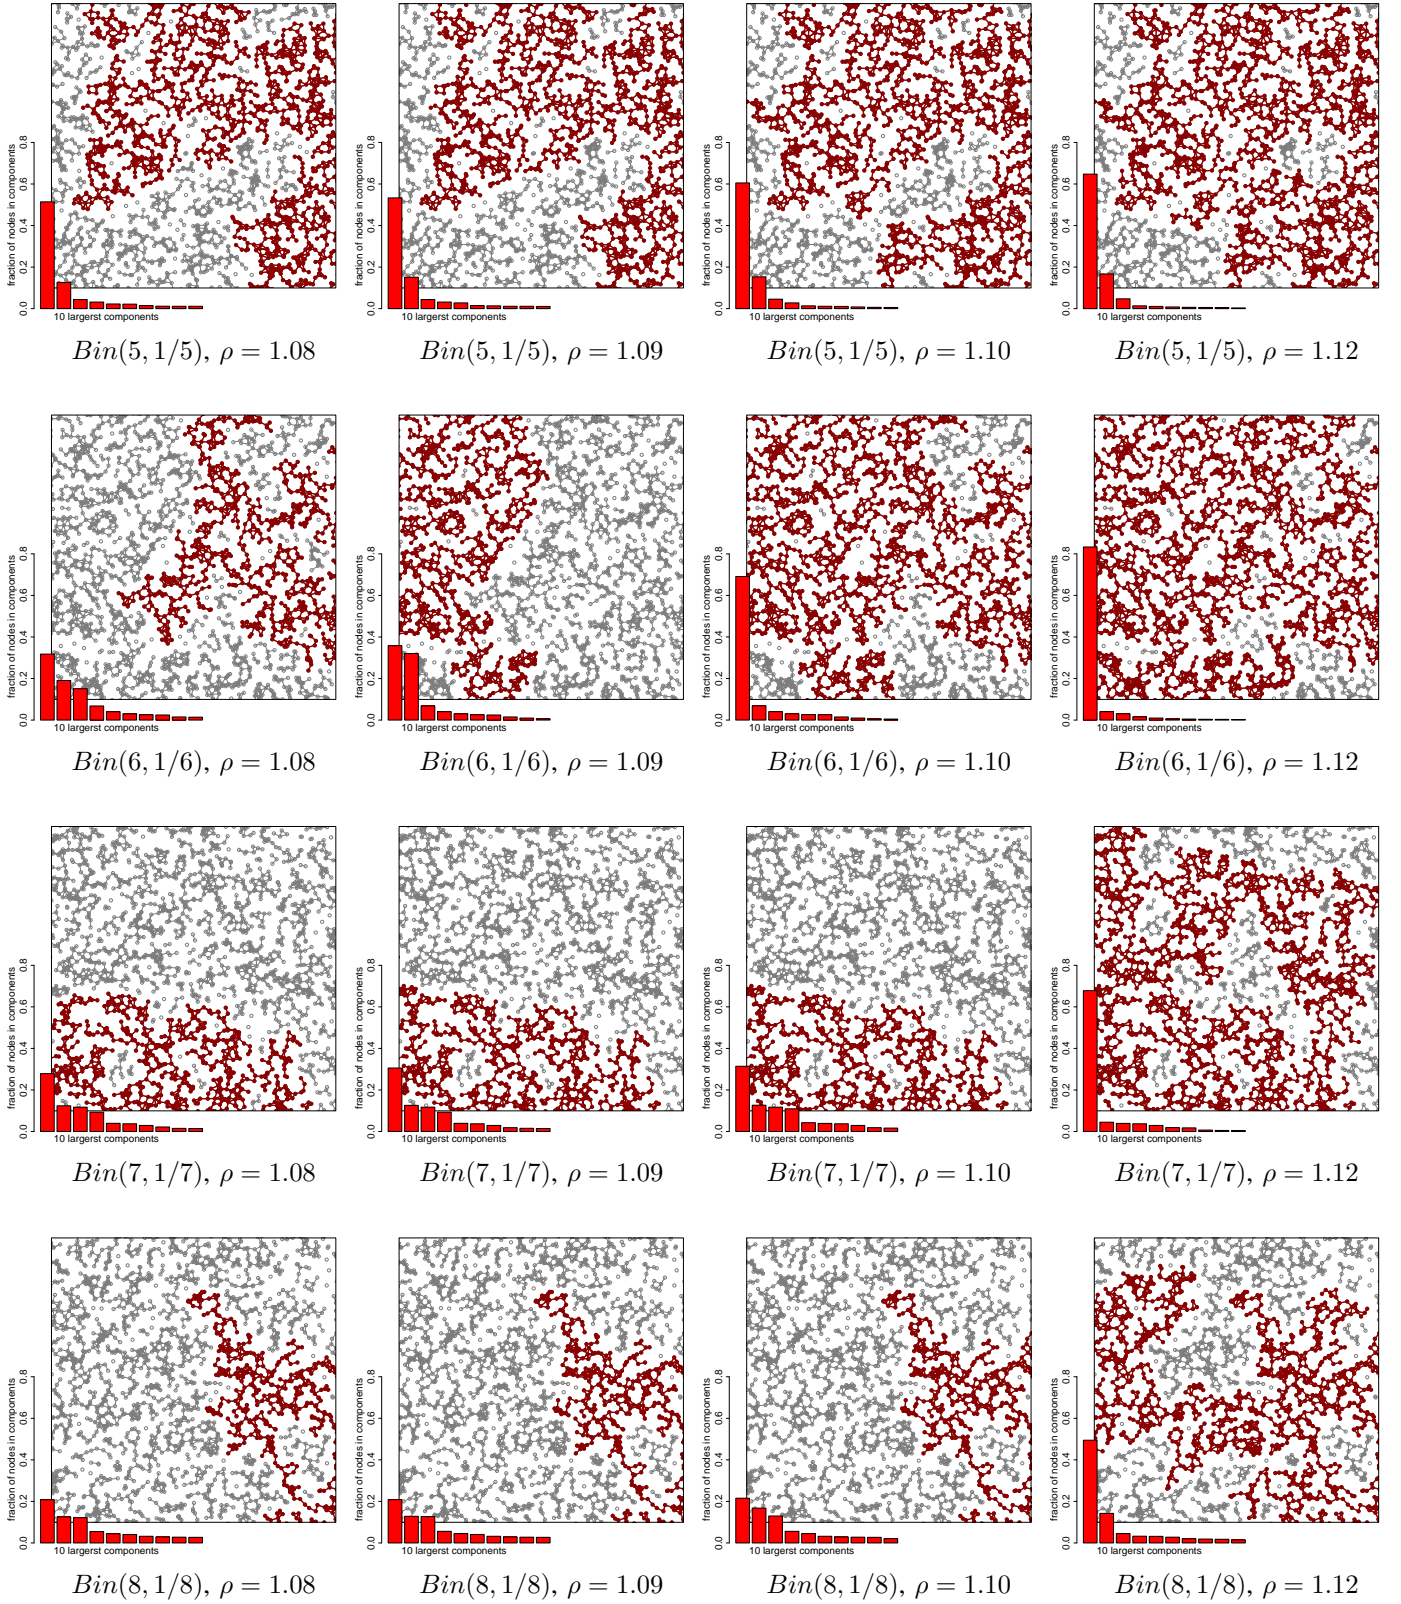 fraction of nodes in components
0.0 0.2 0.4 0.6 0.8
10 largerst components
Bin(5, 1/5), ρ = 1.08
fraction of nodes in components
0.0 0.2 0.4 0.6 0.8
10 largerst components
Bin(5, 1/5), ρ = 1.09
fraction of nodes in components
0.0 0.2 0.4 0.6 0.8
10 largerst components
Bin(5, 1/5), ρ = 1.10
fraction of nodes in components
0.0 0.2 0.4 0.6 0.8
10 largerst components
Bin(5, 1/5), ρ = 1.12
fraction of nodes in components
0.0 0.2 0.4 0.6 0.8
10 largerst components
Bin(6, 1/6), ρ = 1.08
fraction of nodes in components
0.0 0.2 0.4 0.6 0.8
10 largerst components
Bin(6, 1/6), ρ = 1.09
fraction of nodes in components
0.0 0.2 0.4 0.6 0.8
10 largerst components
Bin(6, 1/6), ρ = 1.10
fraction of nodes in components
0.0 0.2 0.4 0.6 0.8
10 largerst components
Bin(6, 1/6), ρ = 1.12
fraction of nodes in components
0.0 0.2 0.4 0.6 0.8
10 largerst components
Bin(7, 1/7), ρ = 1.08
fraction of nodes in components
0.0 0.2 0.4 0.6 0.8
10 largerst components
Bin(7, 1/7), ρ = 1.09
fraction of nodes in components
0.0 0.2 0.4 0.6 0.8
10 largerst components
Bin(7, 1/7), ρ = 1.10
fraction of nodes in components
0.0 0.2 0.4 0.6 0.8
10 largerst components
Bin(7, 1/7), ρ = 1.12
fraction of nodes in components
0.0 0.2 0.4 0.6 0.8
10 largerst components
Bin(8, 1/8), ρ = 1.08
fraction of nodes in components
0.0 0.2 0.4 0.6 0.8
10 largerst components
Bin(8, 1/8), ρ = 1.09
fraction of nodes in components
0.0 0.2 0.4 0.6 0.8
10 largerst components
Bin(8, 1/8), ρ = 1.10
fraction of nodes in components
0.0 0.2 0.4 0.6 0.8
10 largerst components
Bin(8, 1/8), ρ = 1.12